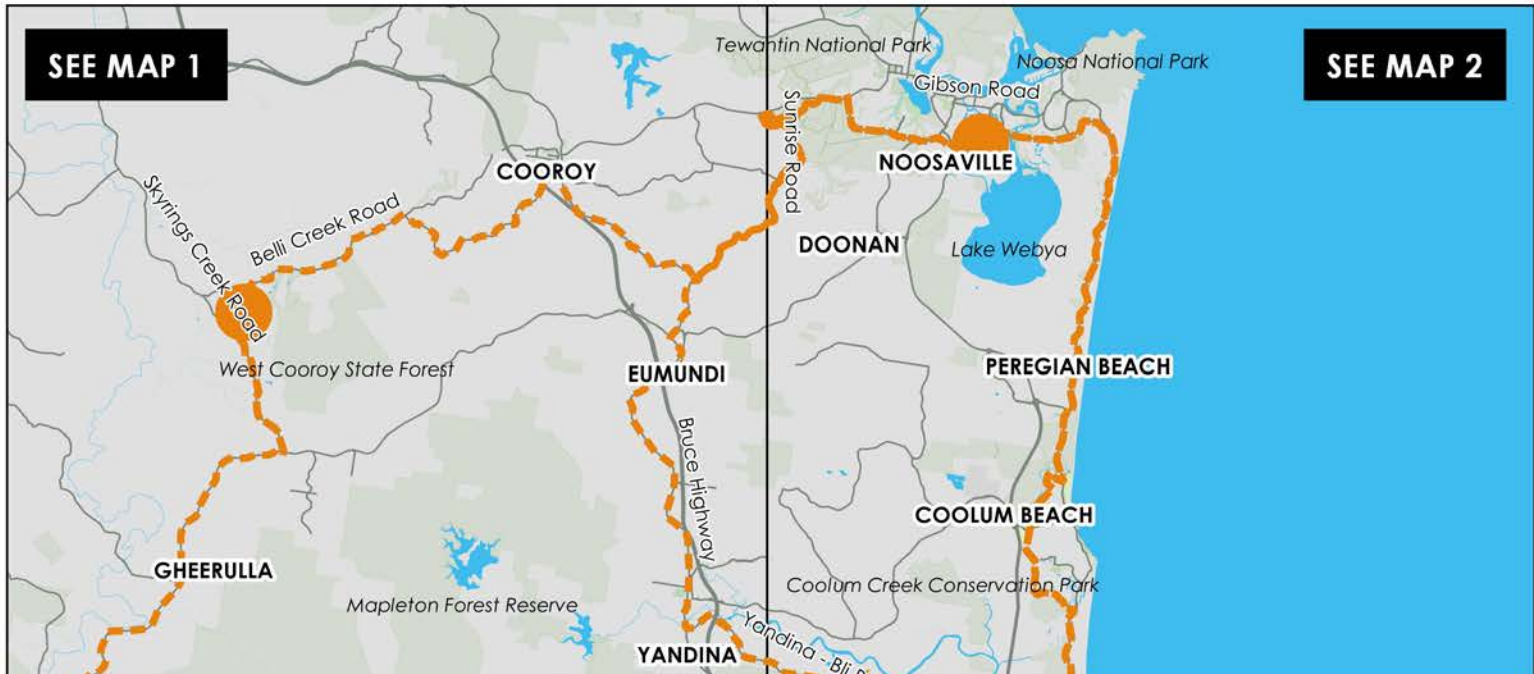 SEE MAP 1
Tewantin National Park
Noosa National Park
SEE MAP 2
Gibson Road
Sunrise Road
COOROY
NOOSAVILLE
Skyrings Creek Road
Belli Creek Road
DOONAN
Lake Webya
West Cooroy State Forest
EUMUNDI
PEREGIAN BEACH
Bruce Highway
COOLUM BEACH
GHEERULLA
Mapleton Forest Reserve
Coolum Creek Conservation Park
YANDINA
Yandina - Bli